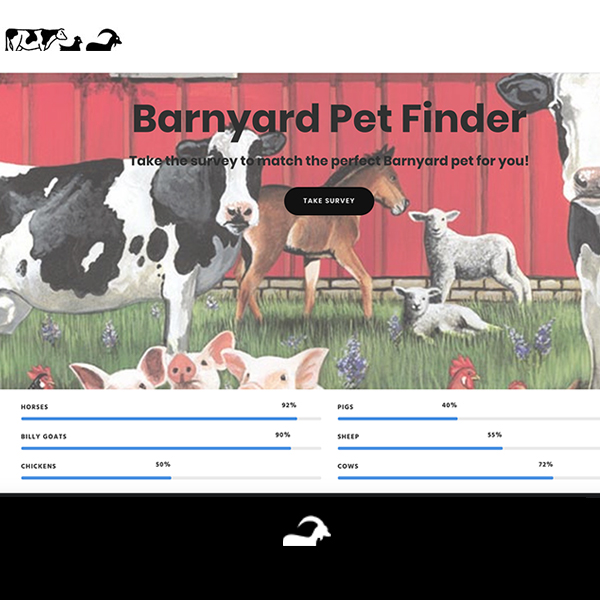 Barnyard Pet Finder
Take the survey to match the perfect Barnyard pet for you!
TAKE SURVEY
HORSES 92%
BILLY GOATS 90%
CHICKENS 50%
PIGS 40%
SHEEP 55%
COWS 72%